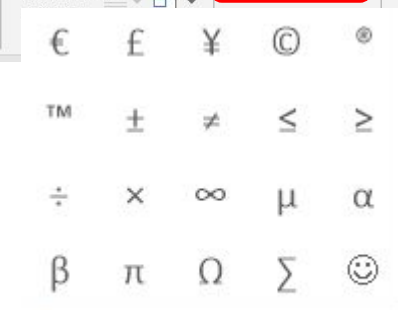 € £ ¥ © ®
™ ± ≠ ≤ ≥
÷ × ∞ µ α
β π Ω ∑ ☺